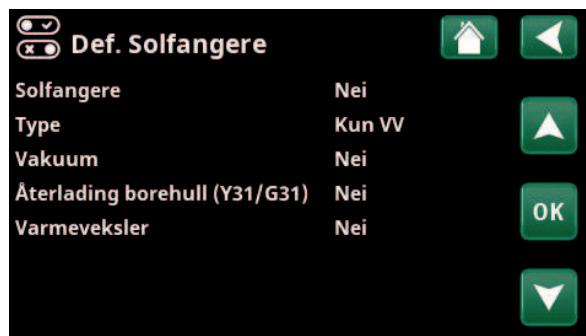 Def. Solfangere
Solfangere Nei
Type Kun VV
Vakuum Nei
Återlading borehull (Y31/G31) Nei
Varmeveksler Nei
OK